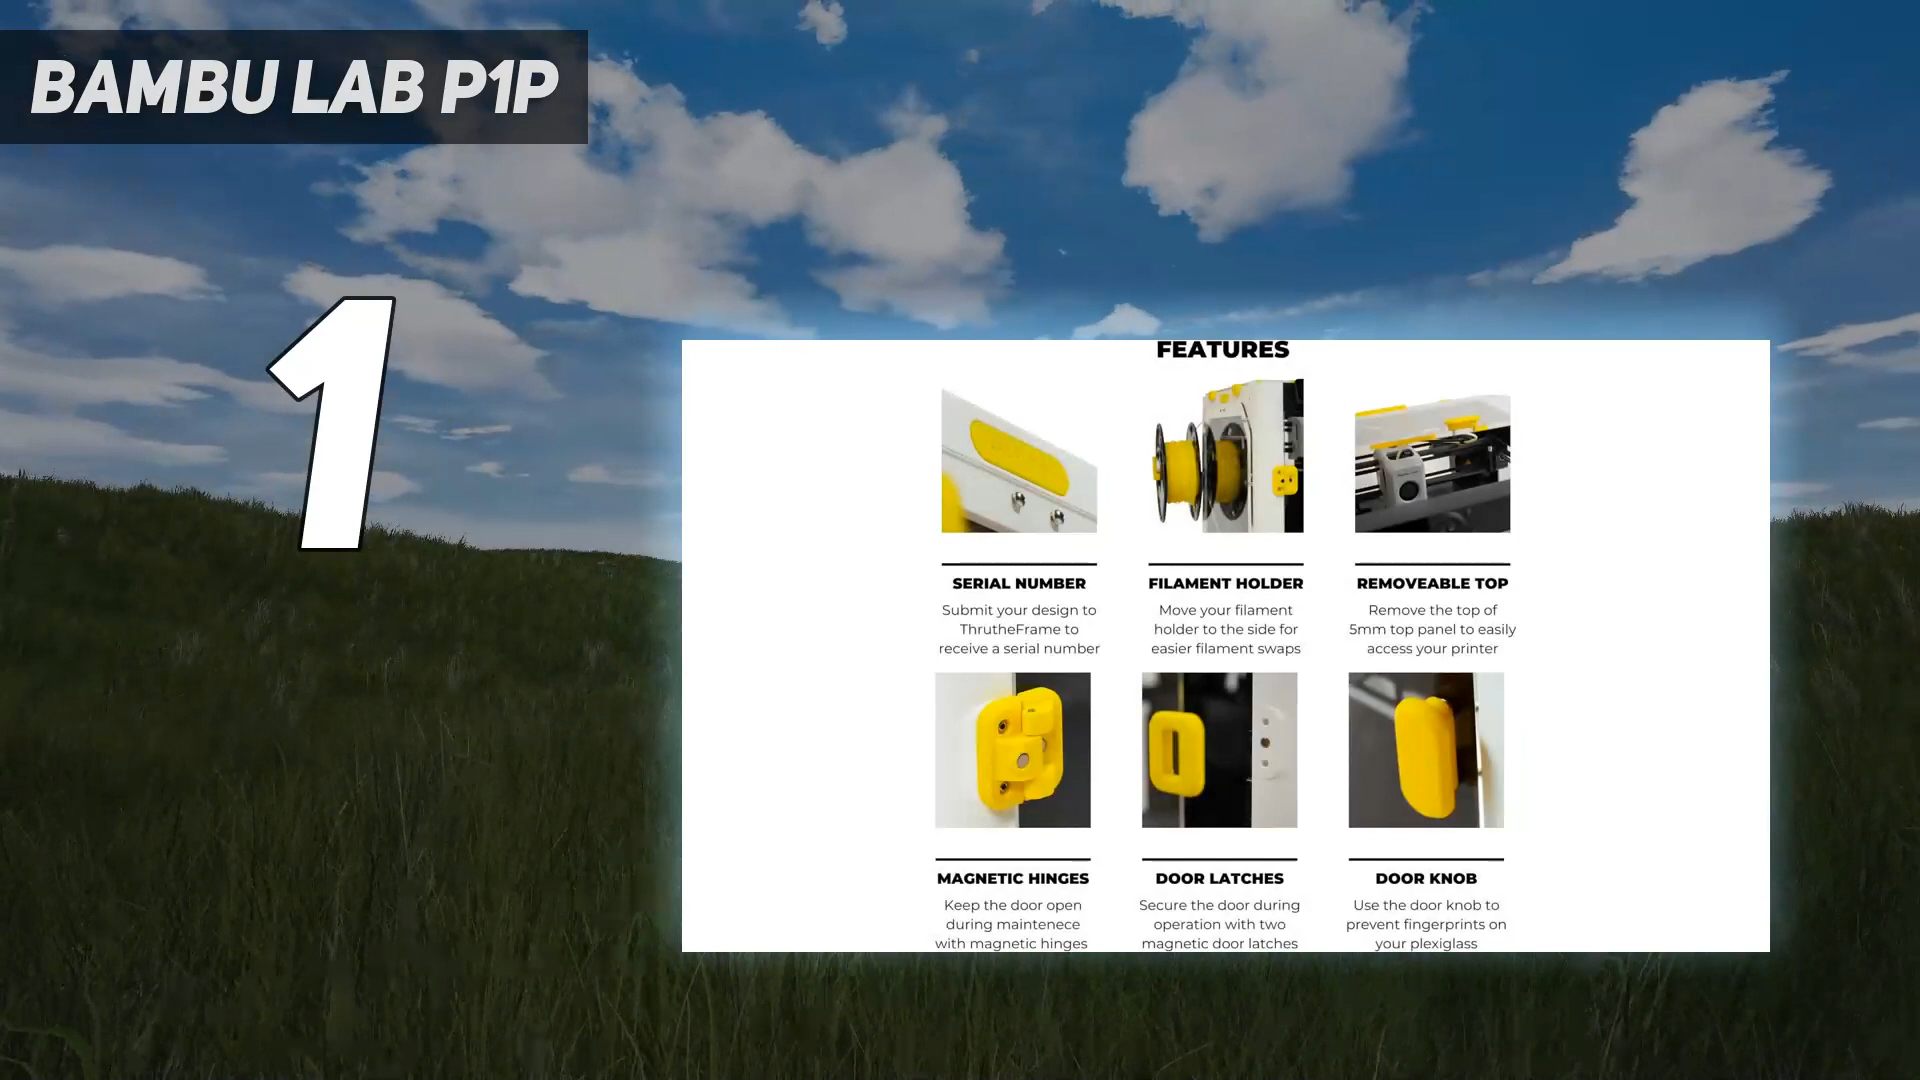 BAMBU LAB P1P
1
FEATURES
SERIAL NUMBER
Submit your design to
ThrutheFrame to
receive a serial number
FILAMENT HOLDER
Move your filament
holder to the side for
easier filament swaps
REMOVEABLE TOP
Remove the top of
5mm top panel to easily
access your printer
MAGNETIC HINGES
Keep the door open
during maintenece
with magnetic hinges
DOOR LATCHES
Secure the door during
operation with two
magnetic door latches
DOOR KNOB
Use the door knob to
prevent fingerprints on
your plexiglass